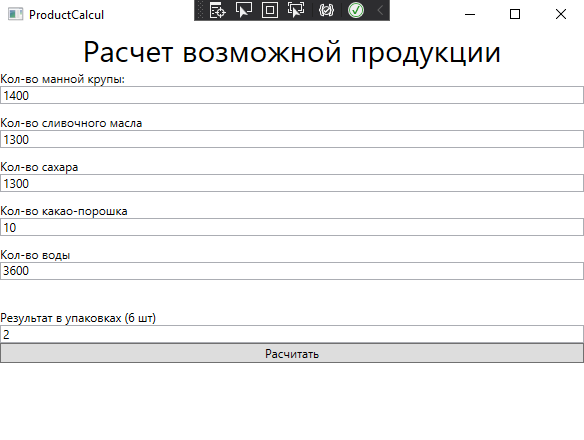 ProductCalcul
Расчет возможной продукции
Кол-во манной крупы:
1400
Кол-во сливочного масла
1300
Кол-во сахара
1300
Кол-во какао-порошка
10
Кол-во воды
3600
Результат в упаковках (6 шт)
2
Расчитать